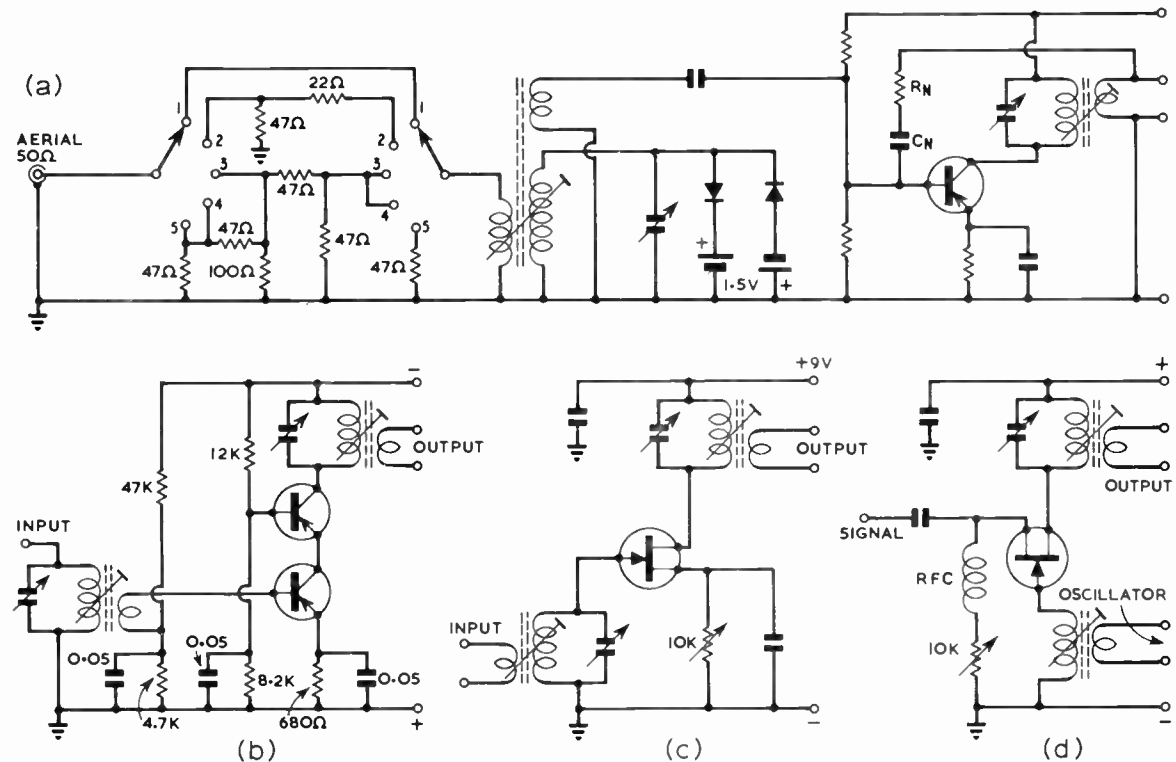 (a)
AERIAL
50Ω
1
2
3
4
5
22Ω
47Ω
47Ω
47Ω
47Ω
100Ω
47Ω
47Ω
1
2
3
4
5
+
1·5V
+
RN
CN
(b)
INPUT
47K
12K
−
OUTPUT
0·05
0·05
4.7K
8·2K
680Ω
0·05
+
(c)
INPUT
+9V
OUTPUT
10K
−
(d)
SIGNAL
RFC
10K
+
OUTPUT
OSCILLATOR
−